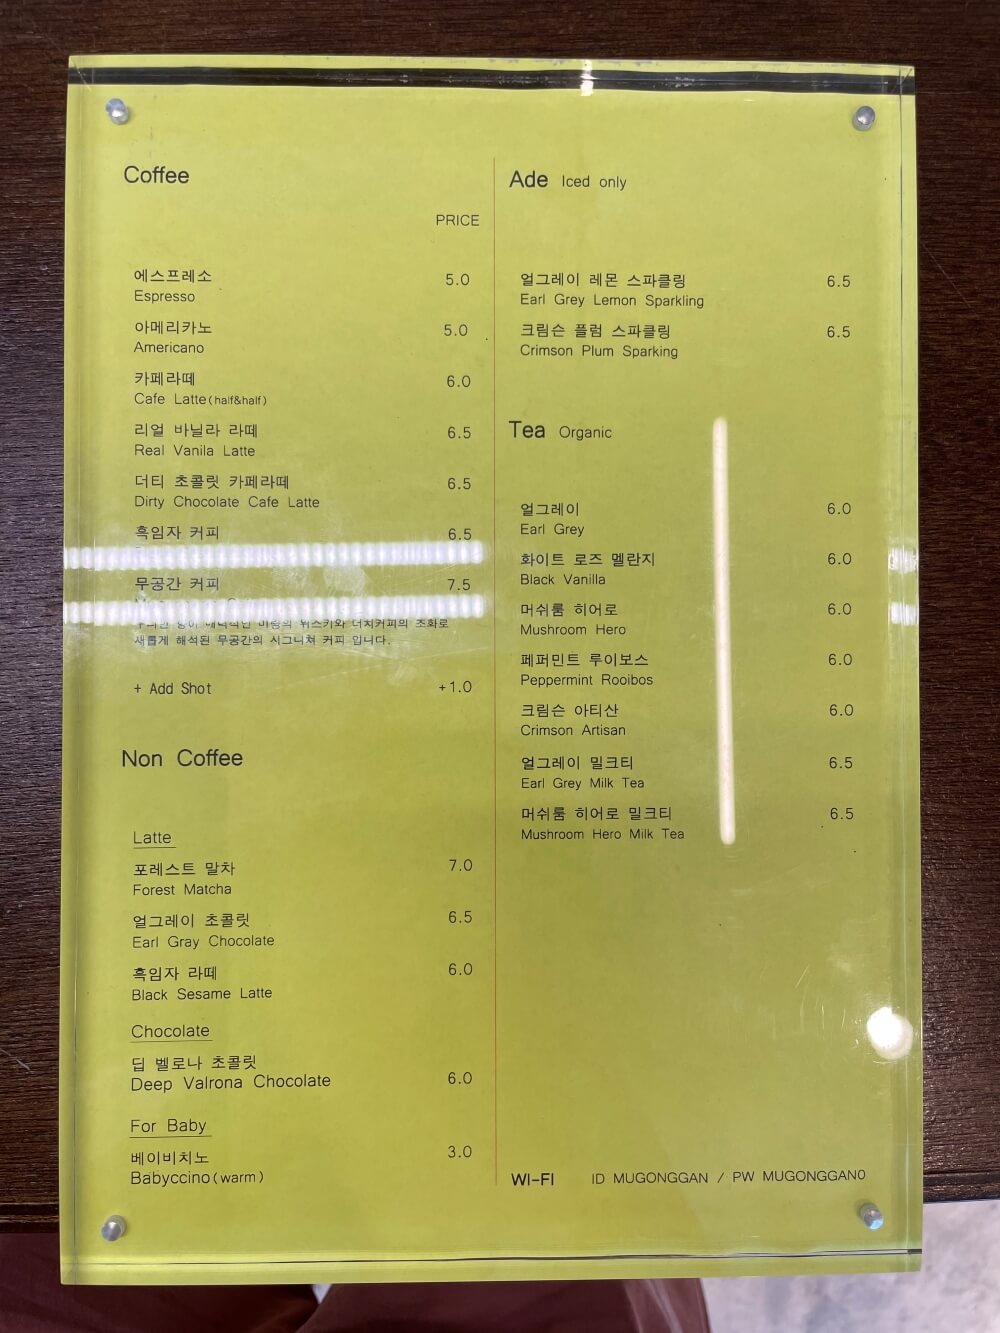 Coffee
PRICE
에스프레소 5.0
Espresso
아메리카노 5.0
Americano
카페라떼 6.0
Cafe Latte(half&half)
리얼 바닐라 라떼 6.5
Real Vanila Latte
더티 초콜릿 카페라떼 6.5
Dirty Chocolate Cafe Latte
흑임자 커피 6.5
무공간 커피 7.5
위스키와 더치커피의 조화로
새롭게 해석된 무공간의 시그니쳐 커피 입니다.
+ Add Shot +1.0
Non Coffee
Latte
포레스트 말차 7.0
Forest Matcha
얼그레이 초콜릿 6.5
Earl Gray Chocolate
흑임자 라떼 6.0
Black Sesame Latte
Chocolate
딥 벨로나 초콜릿
Deep Valrona Chocolate 6.0
For Baby
베이비치노 3.0
Babyccino(warm)
Ade Iced only
얼그레이 레몬 스파클링 6.5
Earl Grey Lemon Sparkling
크림슨 플럼 스파클링 6.5
Crimson Plum Sparking
Tea Organic
얼그레이 6.0
Earl Grey
화이트 로즈 멜란지 6.0
Black Vanilla
머쉬룸 히어로 6.0
Mushroom Hero
페퍼민트 루이보스 6.0
Peppermint Rooibos
크림슨 아티산 6.0
Crimson Artisan
얼그레이 밀크티 6.5
Earl Grey Milk Tea
머쉬룸 히어로 밀크티 6.5
Mushroom Hero Milk Tea
WI-FI ID MUGONGGAN / PW MUGONGGAN0